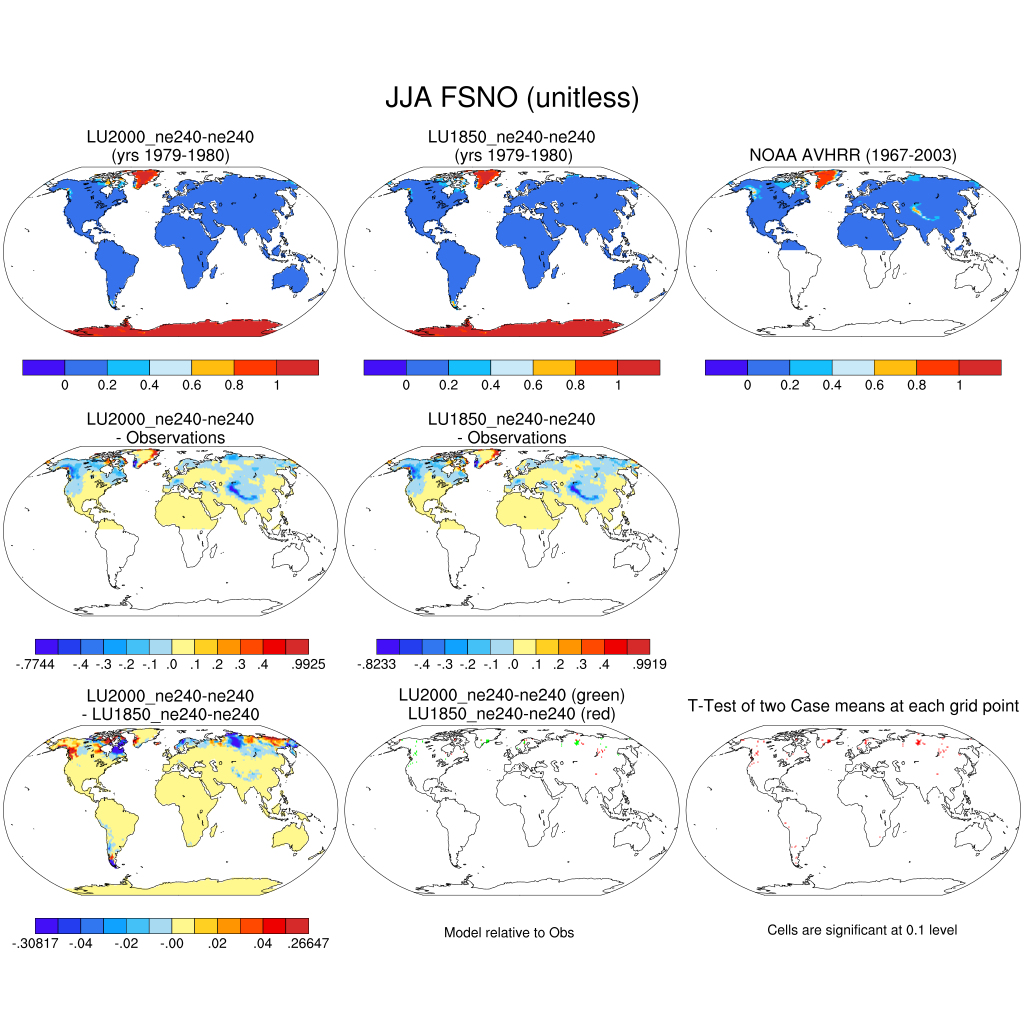 JJA FSNO (unitless)
LU2000_ne240-ne240
(yrs 1979-1980)
LU1850_ne240-ne240
(yrs 1979-1980)
NOAA AVHRR (1967-2003)
0 0.2 0.4 0.6 0.8 1
0 0.2 0.4 0.6 0.8 1
0 0.2 0.4 0.6 0.8 1
LU2000_ne240-ne240
- Observations
LU1850_ne240-ne240
- Observations
-.7744 -.4 -.3 -.2 -.1 .0 .1 .2 .3 .4 .9925
-.8233 -.4 -.3 -.2 -.1 .0 .1 .2 .3 .4 .9919
LU2000_ne240-ne240
- LU1850_ne240-ne240
LU2000_ne240-ne240 (green)
LU1850_ne240-ne240 (red)
T-Test of two Case means at each grid point
-.30817 -.04 -.02 -.00 .02 .04 .26647
Model relative to Obs
Cells are significant at 0.1 level